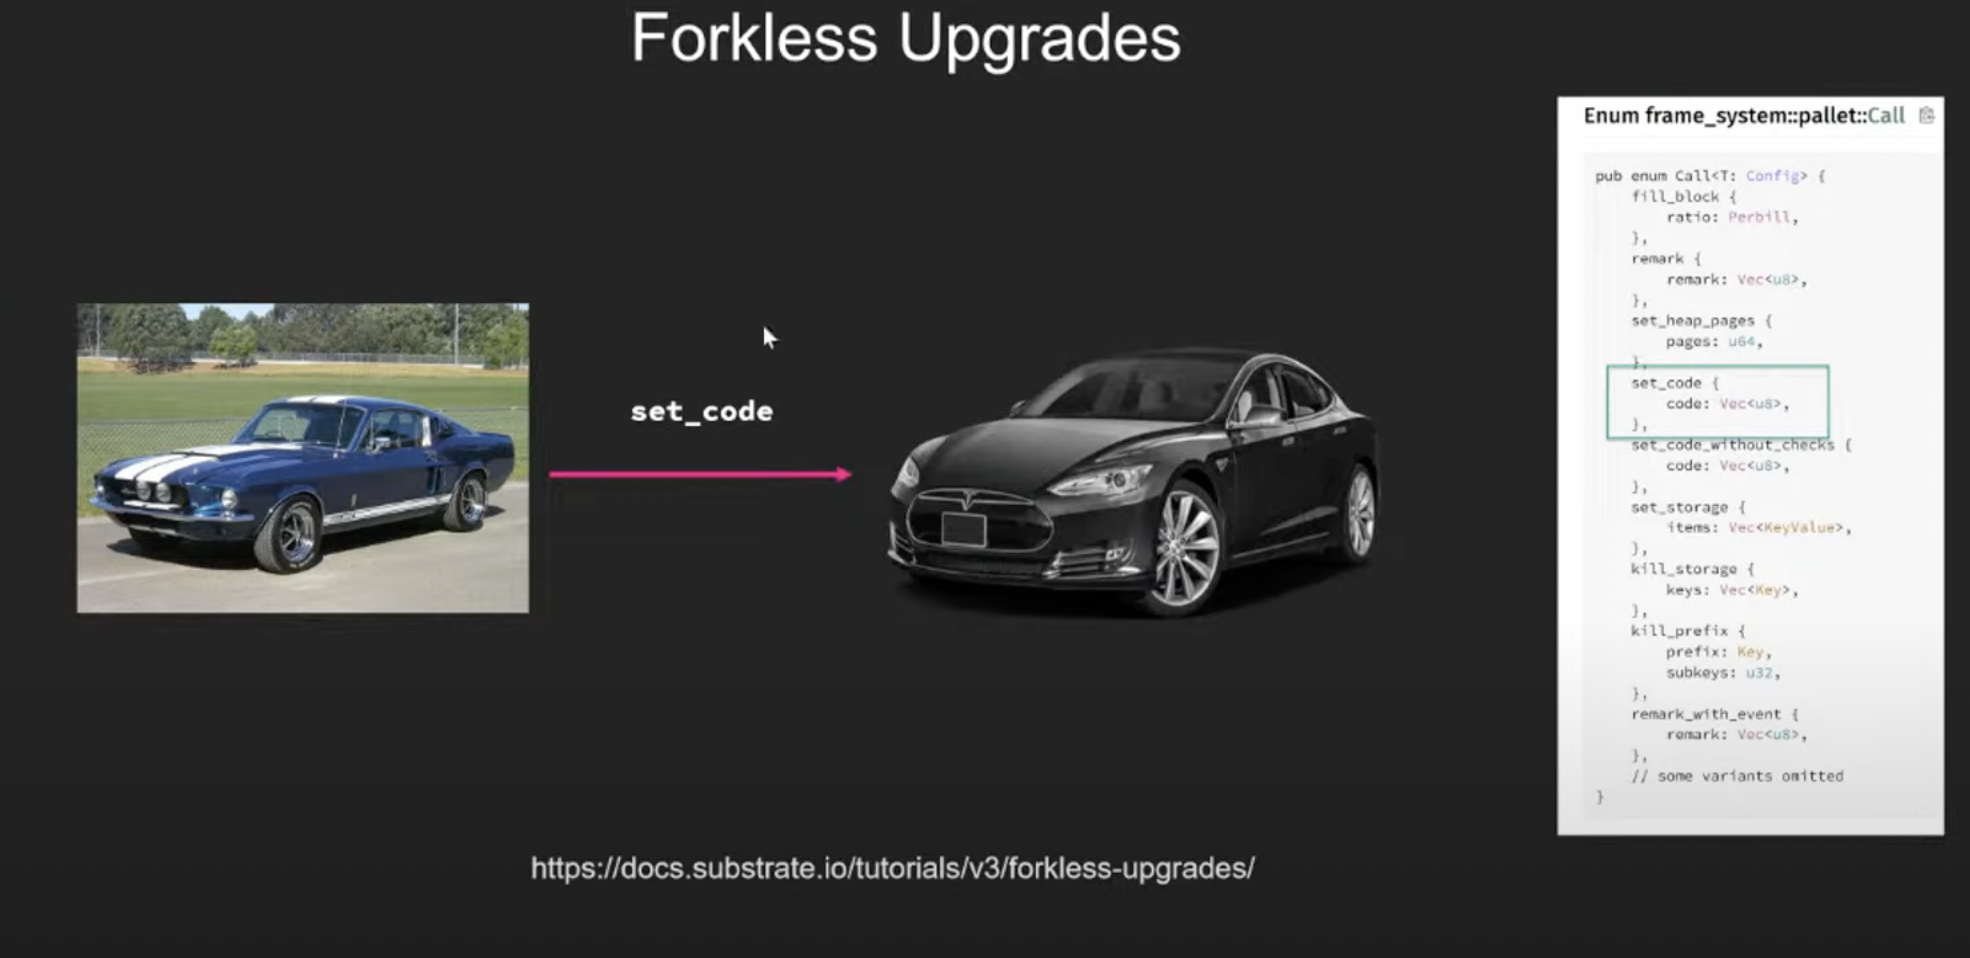 Forkless Upgrades
set_code
https://docs.substrate.io/tutorials/v3/forkless-upgrades/
Enum frame_system::pallet::Call
pub enum Call<T: Config> {
fill_block {
ratio: Perbill,
},
remark {
remark: Vec<u8>,
},
set_heap_pages {
pages: u64,
},
set_code {
code: Vec<u8>,
},
set_code_without_checks {
code: Vec<u8>,
},
set_storage {
items: Vec<KeyValue>,
},
kill_storage {
keys: Vec<Key>,
},
kill_prefix {
prefix: Key,
subkeys: u32,
},
remark_with_event {
remark: Vec<u8>,
},
// some variants omitted
}